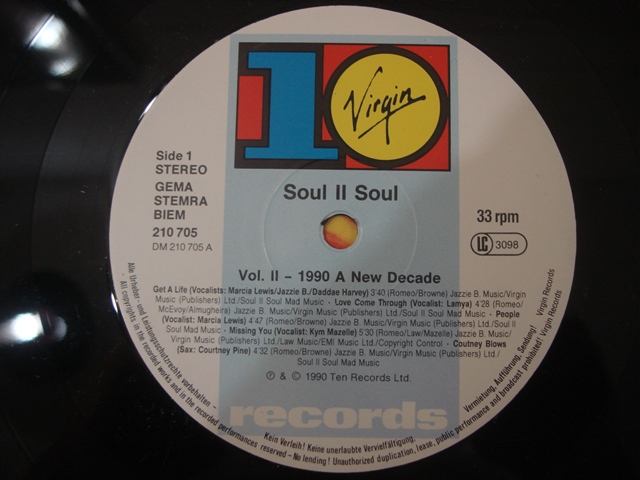 10
Virgin
Side 1
STEREO
GEMA
STEMRA
BIEM
210 705
DM 210 705 A
Soul II Soul
33 rpm
LC 3098
Vol. II – 1990 A New Decade
Get A Life (Vocalists: Marcia Lewis/Jazzie B./Daddae Harvey) 3'40 (Romeo/Browne) Jazzie B. Music/Virgin
Music (Publishers) Ltd./Soul II Soul Mad Music - Love Come Through (Vocalist: Lamya) 4'28 (Romeo/
McEvoy/Almugheira) Jazzie B. Music/Virgin Music (Publishers) Ltd./Soul II Soul Mad Music - People
(Vocalist: Marcia Lewis) 4'47 (Romeo/Browne) Jazzie B. Music/Virgin Music (Publishers) Ltd./Soul II
Soul Mad Music - Missing You (Vocalist: Kym Mazelle) 5'30 (Romeo/Law/Mazelle) Jazzie B. Music/
Virgin Music (Publishers) Ltd./Law Music/EMI Music Ltd./Copyright Control - Coutney Blows
(Sax: Courtney Pine) 4'32 (Romeo/Browne) Jazzie B. Music/Virgin Music (Publishers) Ltd./
Soul II Soul Mad Music
℗ & © 1990 Ten Records Ltd.
records
Alle Urheber- und Leistungsschutzrechte vorbehalten - Kein Verleih! Keine unerlaubte Vervielfältigung, Vermietung, Aufführung, Sendung! Virgin Records
- All copyrights in the recorded works and in the recorded performances reserved - No lending! Unauthorized duplication, lease, public performance and broadcast prohibited! Virgin Records